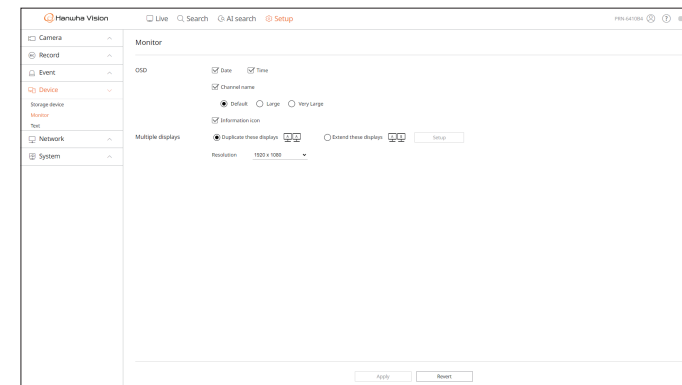 Hanwha Vision Live Search AI search Setup PRN-6410B4 ?
Camera
Record
Event
Device
Storage device
Monitor
Text
Network
System
Monitor
OSD Date Time
Channel name
Default Large Very Large
Information icon
Multiple displays Duplicate these displays A A Extend these displays A B Setup
Resolution 1920 x 1080
Apply Revert